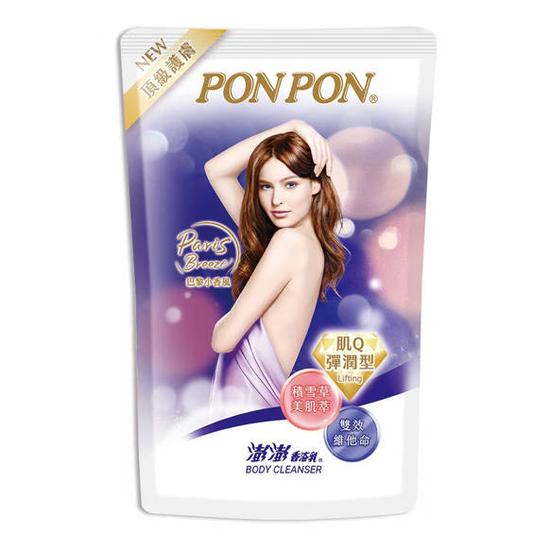 NEW
頂級護膚
PON PON®
Paris
Breeze
巴黎小香風
肌Q
彈潤型
Lifting
積雪草
美肌萃
雙效
維他命
澎澎香浴乳®
BODY CLEANSER